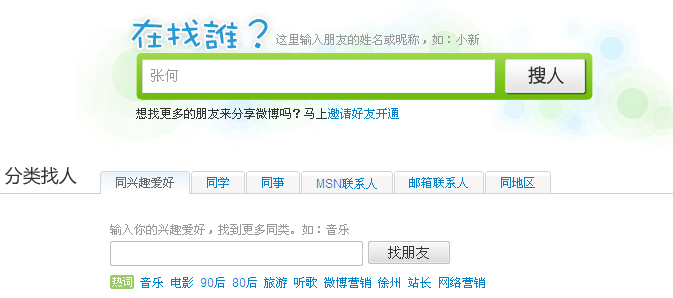 在找誰？ 这里输入朋友的姓名或昵称，如：小新
张何 搜人
想找更多的朋友来分享微博吗？马上邀请好友开通
分类找人 同兴趣爱好 同学 同事 MSN联系人 邮箱联系人 同地区
输入你的兴趣爱好，找到更多同类。如：音乐
找朋友
热词 音乐 电影 90后 80后 旅游 听歌 微博营销 徐州 站长 网络营销